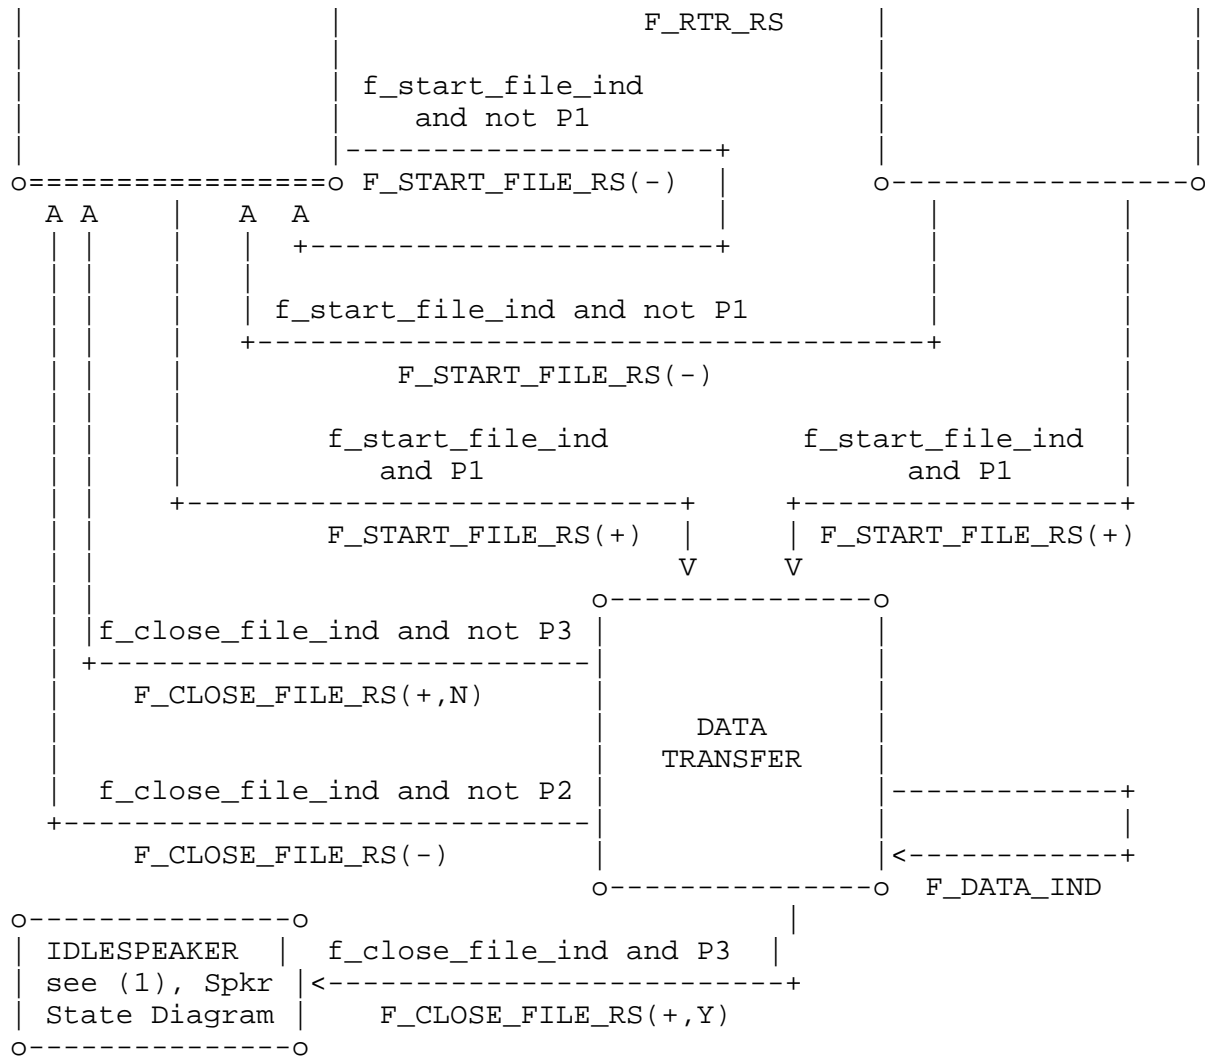 F_RTR_RS
f_start_file_ind
and not P1
F_START_FILE_RS(-)
A A A A
f_start_file_ind and not P1
F_START_FILE_RS(-)
f_start_file_ind f_start_file_ind
and P1 and P1
F_START_FILE_RS(+) F_START_FILE_RS(+)
V V
f_close_file_ind and not P3
F_CLOSE_FILE_RS(+,N)
DATA
TRANSFER
f_close_file_ind and not P2
F_CLOSE_FILE_RS(-)
F_DATA_IND
IDLESPEAKER f_close_file_ind and P3
see (1), Spkr
State Diagram F_CLOSE_FILE_RS(+,Y)